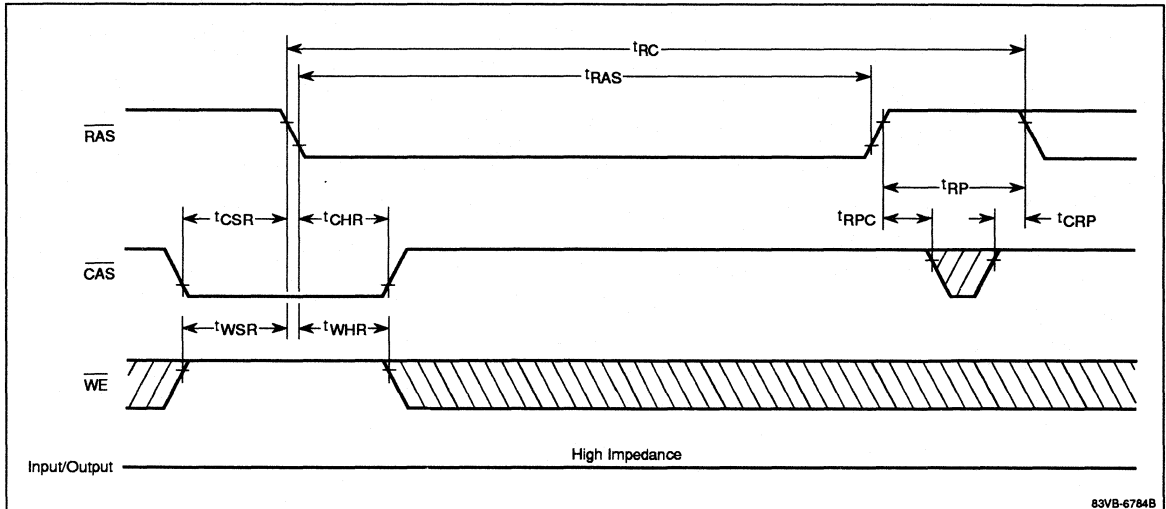 tRC
tRAS
RAS
tRP
tCSR
tCHR
tRPC
tCRP
CAS
tWSR
tWHR
WE
High Impedance
Input/Output
83VB-6784B